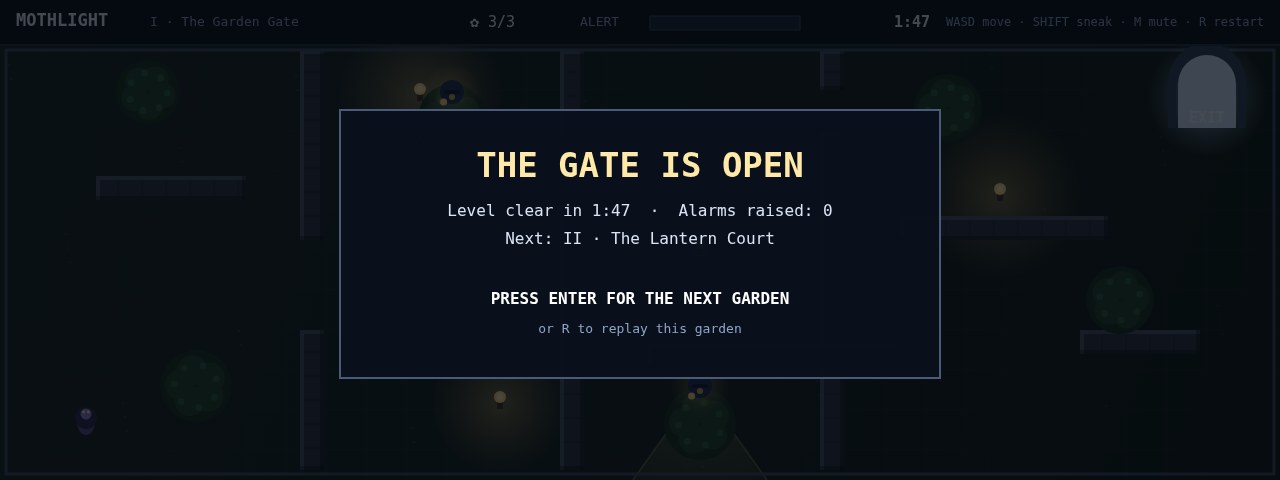 MOTHLIGHT I · The Garden Gate ✿ 3/3 ALERT 1:47 WASD move · SHIFT sneak · M mute · R restart
EXIT
THE GATE IS OPEN
Level clear in 1:47 · Alarms raised: 0
Next: II · The Lantern Court
PRESS ENTER FOR THE NEXT GARDEN
or R to replay this garden